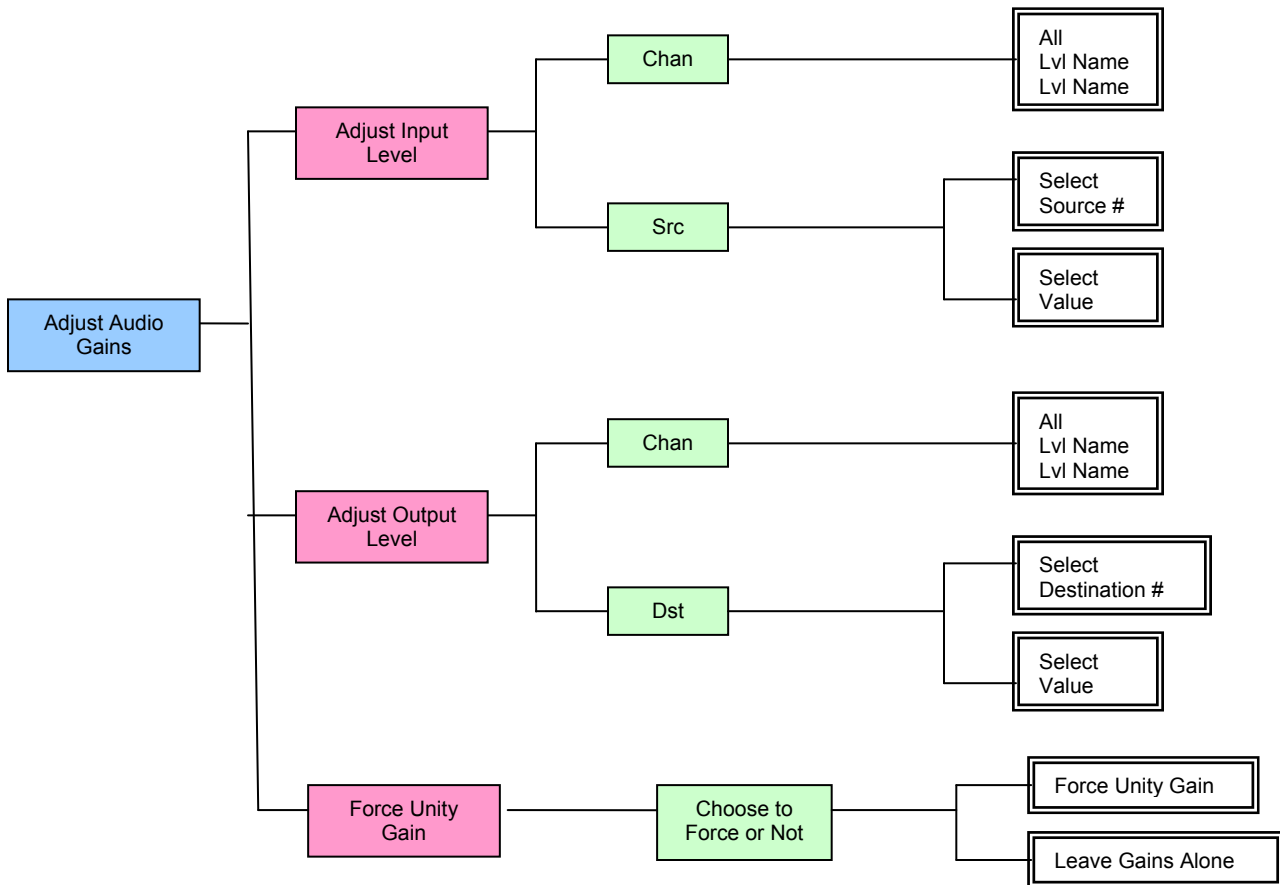 Adjust Audio
Gains
Adjust Input
Level
Chan
All
Lvl Name
Lvl Name
Src
Select
Source #
Select
Value
Adjust Output
Level
Chan
All
Lvl Name
Lvl Name
Dst
Select
Destination #
Select
Value
Force Unity
Gain
Choose to
Force or Not
Force Unity Gain
Leave Gains Alone